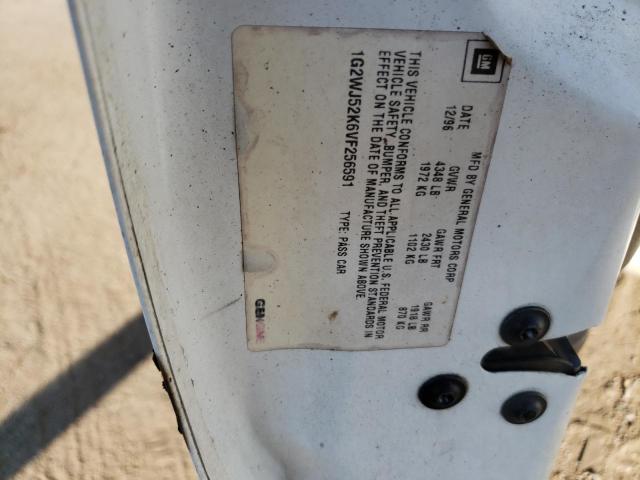 GM
MFD BY GENERAL MOTORS CORP
DATE GVWR GAWR FRT GAWR RR
12/96 4348 LB 2430 LB 1918 LB
1972 KG 1102 KG 870 KG
THIS VEHICLE CONFORMS TO ALL APPLICABLE U.S. FEDERAL MOTOR
VEHICLE SAFETY, BUMPER, AND THEFT PREVENTION STANDARDS IN
EFFECT ON THE DATE OF MANUFACTURE SHOWN ABOVE.
1G2WJ52K6VF256591 TYPE: PASS CAR
GENUINE